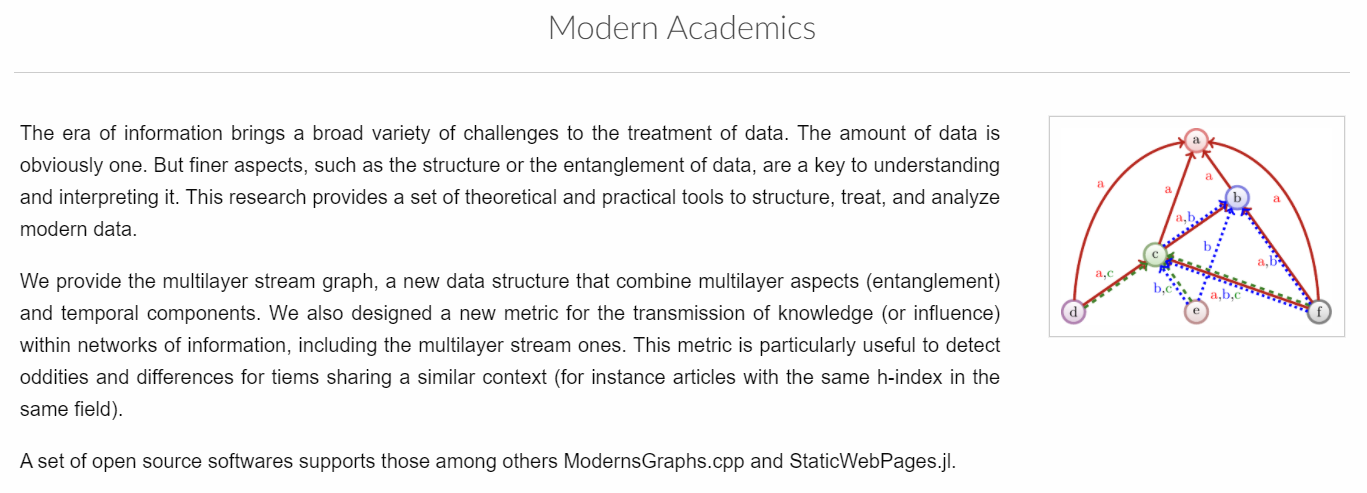 Modern Academics
The era of information brings a broad variety of challenges to the treatment of data. The amount of data is
obviously one. But finer aspects, such as the structure or the entanglement of data, are a key to understanding
and interpreting it. This research provides a set of theoretical and practical tools to structure, treat, and analyze
modern data.
We provide the multilayer stream graph, a new data structure that combine multilayer aspects (entanglement)
and temporal components. We also designed a new metric for the transmission of knowledge (or influence)
within networks of information, including the multilayer stream ones. This metric is particularly useful to detect
oddities and differences for tiems sharing a similar context (for instance articles with the same h-index in the
same field).
A set of open source softwares supports those among others ModernsGraphs.cpp and StaticWebPages.jl.
a
a
a
a
a
b
a,b
b
c
a,b
a,c
b,c
a,b,c
d
e
f